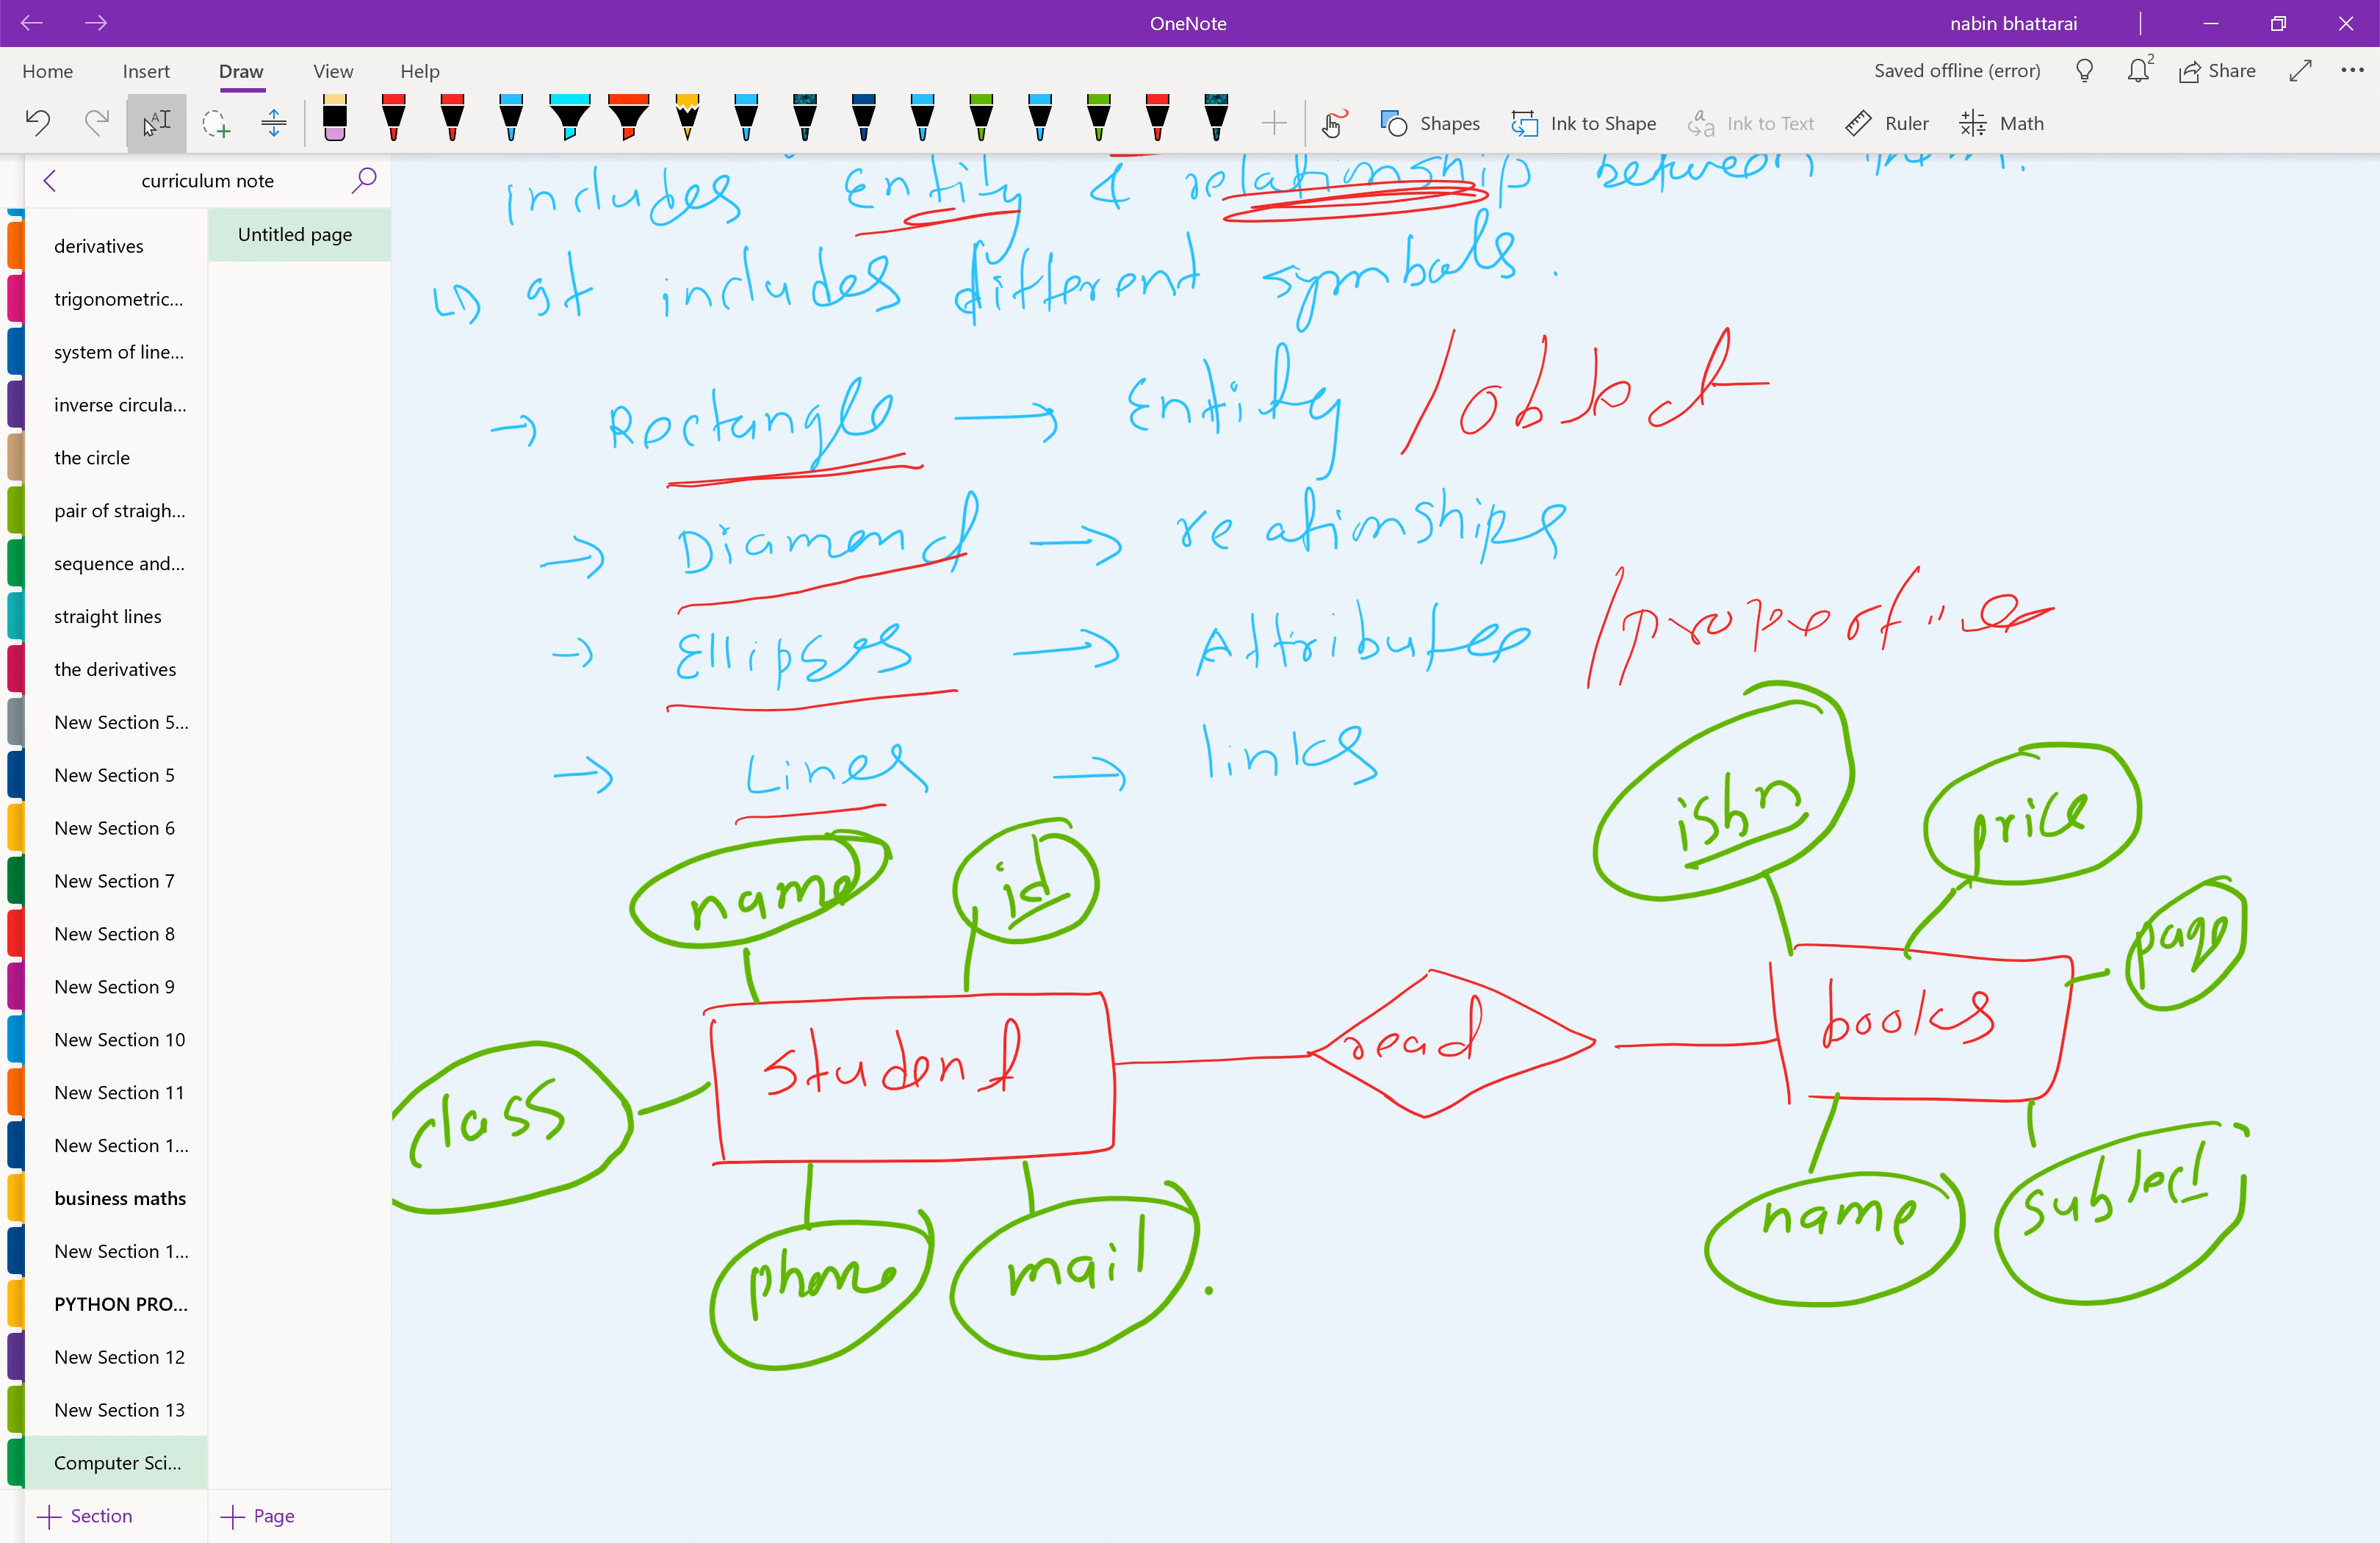 OneNote
nabin bhattarai
Home Insert Draw View Help
Saved offline (error)
2
Share
Shapes
Ink to Shape
Ink to Text
Ruler
Math
curriculum note
derivatives
trigonometric...
system of line...
inverse circula...
the circle
pair of straigh...
sequence and...
straight lines
the derivatives
New Section 5...
New Section 5
New Section 6
New Section 7
New Section 8
New Section 9
New Section 10
New Section 11
New Section 1...
business maths
New Section 1...
PYTHON PRO...
New Section 12
New Section 13
Computer Sci...
Section
Untitled page
Page
includes Entity & relationship between them.
It includes different symbols.
→ Rectangle → Entity / object
→ Diamond → relationships
→ Ellipses → Attributes / properties
→ Lines → links
name
id
class
student
phone
mail.
read
isbn
price
page
books
name
subject